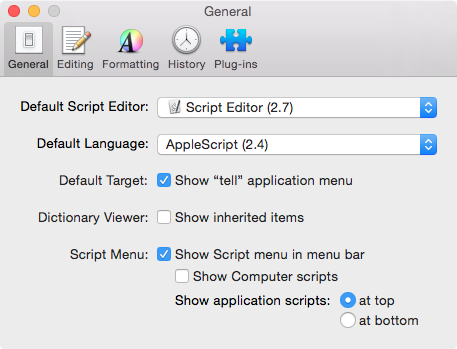 General
General Editing Formatting History Plug-ins
Default Script Editor: Script Editor (2.7)
Default Language: AppleScript (2.4)
Default Target: Show “tell” application menu
Dictionary Viewer: Show inherited items
Script Menu: Show Script menu in menu bar
Show Computer scripts
Show application scripts: at top
at bottom